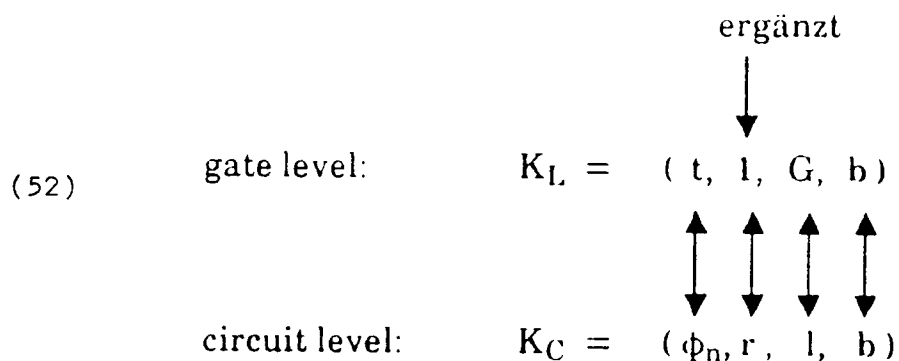 ergänzt
(52) gate level: K_L = ( t, l, G, b )
circuit level: K_C = ( ϕ_n, r , l, b )